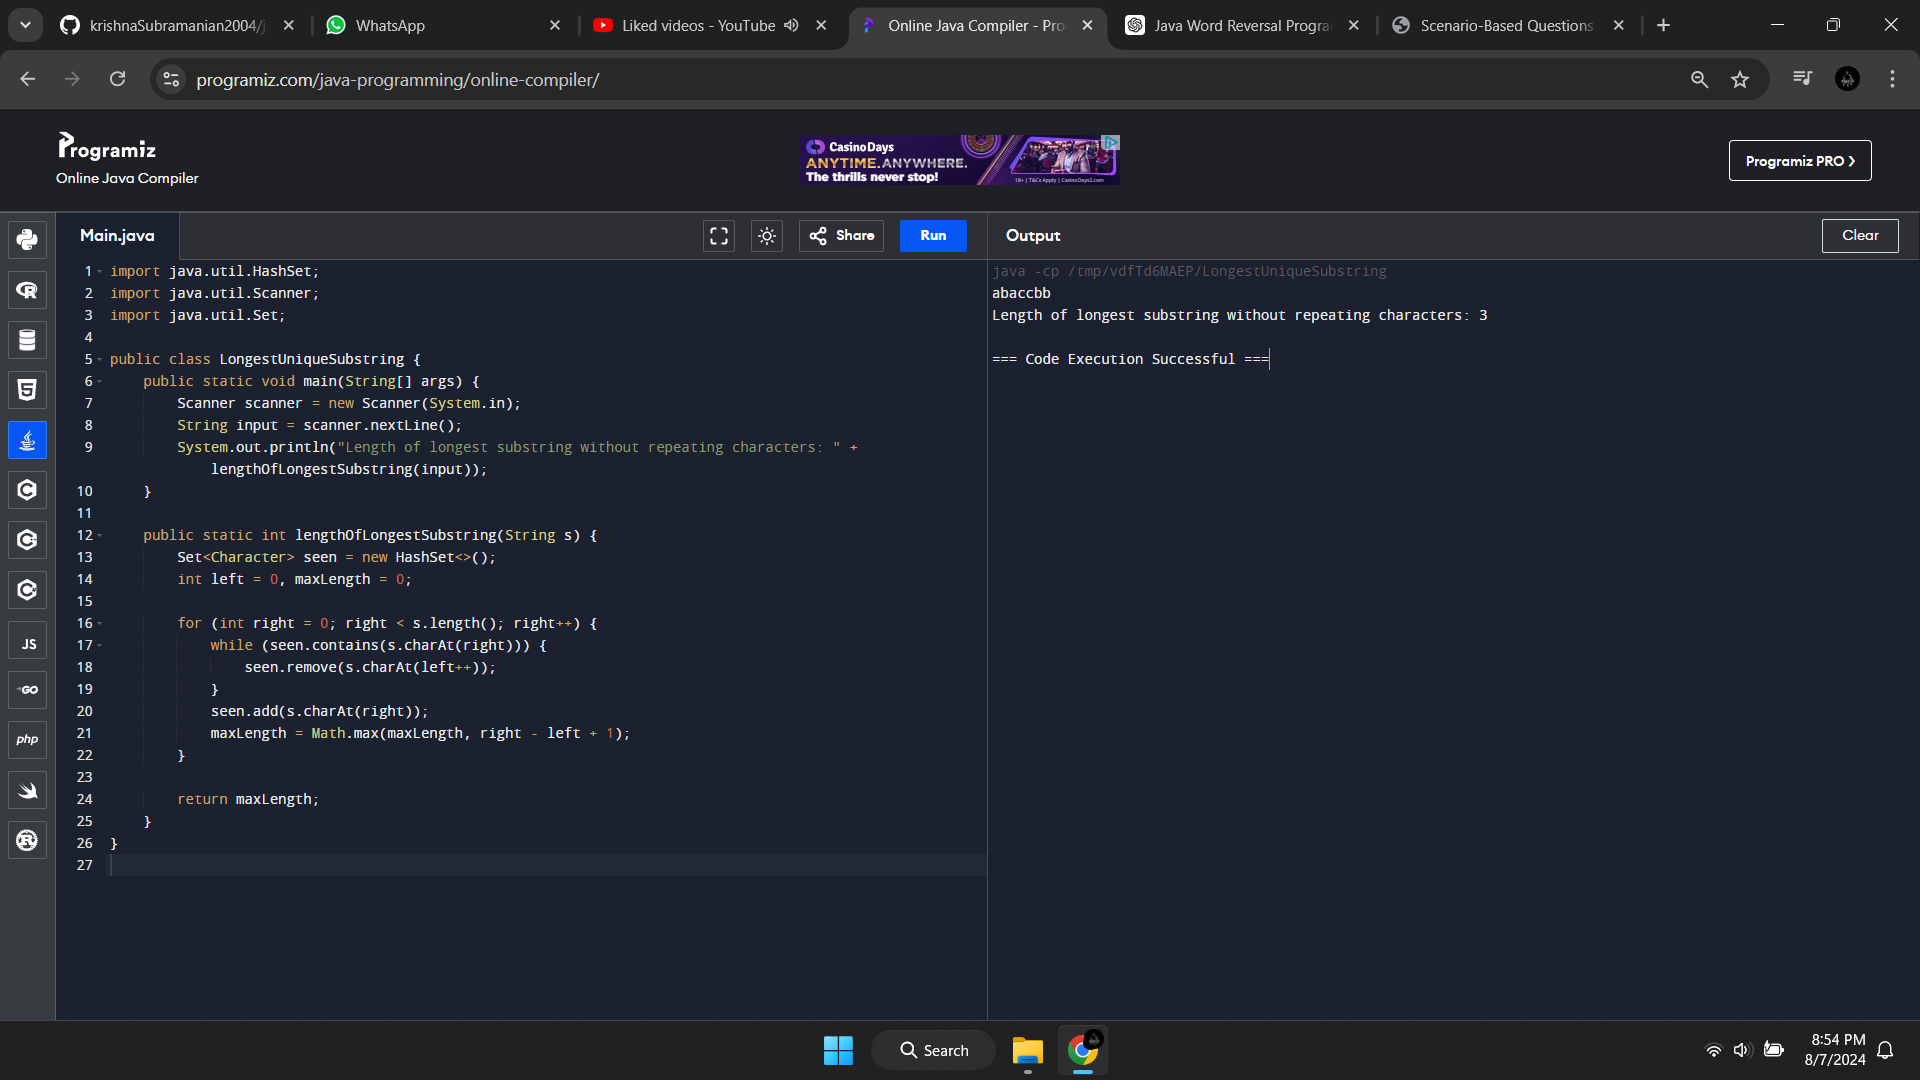 krishnaSubramanian2004/j
WhatsApp
Liked videos - YouTube
Online Java Compiler - Pro
Java Word Reversal Progra
Scenario-Based Questions
programiz.com/java-programming/online-compiler/
Programiz
Online Java Compiler
CasinoDays
ANYTIME.ANYWHERE.
The thrills never stop!
18+ | T&Cs Apply | CasinoDays2.com
Programiz PRO >
Main.java
Share
Run
Output
Clear
1 import java.util.HashSet;
2 import java.util.Scanner;
3 import java.util.Set;
4
5 public class LongestUniqueSubstring {
6 public static void main(String[] args) {
7 Scanner scanner = new Scanner(System.in);
8 String input = scanner.nextLine();
9 System.out.println("Length of longest substring without repeating characters: " +
lengthOfLongestSubstring(input));
10 }
11
12 public static int lengthOfLongestSubstring(String s) {
13 Set<Character> seen = new HashSet<>();
14 int left = 0, maxLength = 0;
15
16 for (int right = 0; right < s.length(); right++) {
17 while (seen.contains(s.charAt(right))) {
18 seen.remove(s.charAt(left++));
19 }
20 seen.add(s.charAt(right));
21 maxLength = Math.max(maxLength, right - left + 1);
22 }
23
24 return maxLength;
25 }
26 }
27
java -cp /tmp/vdfTd6MAEP/LongestUniqueSubstring
abaccbb
Length of longest substring without repeating characters: 3
=== Code Execution Successful ===
JS
GO
php
Search
8:54 PM
8/7/2024